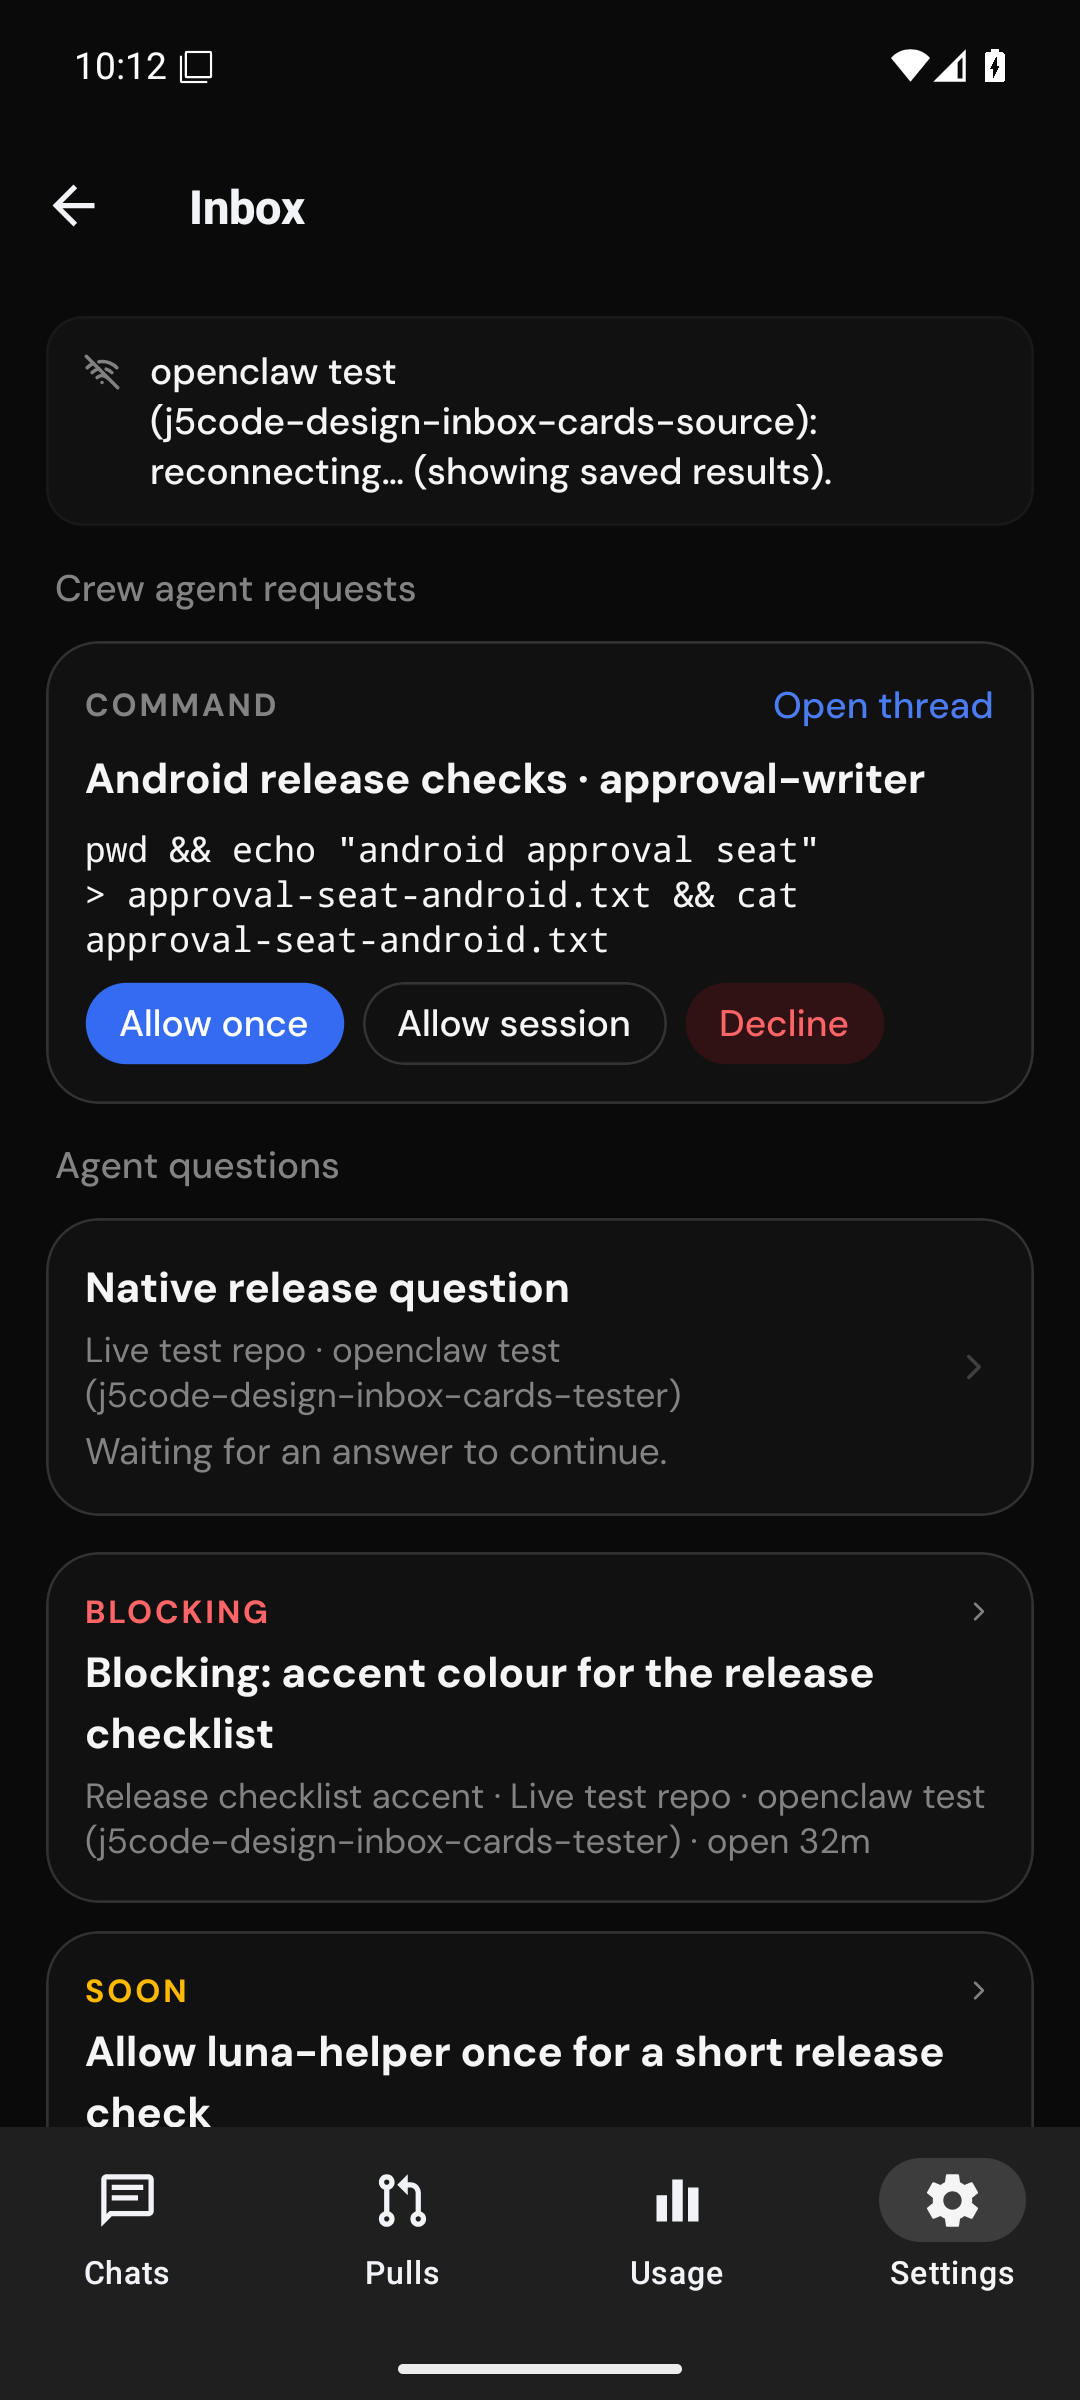 10:12
Inbox
openclaw test
(j5code-design-inbox-cards-source):
reconnecting… (showing saved results).
Crew agent requests
COMMAND
Open thread
Android release checks · approval-writer
pwd && echo "android approval seat"
> approval-seat-android.txt && cat
approval-seat-android.txt
Allow once
Allow session
Decline
Agent questions
Native release question
Live test repo · openclaw test
(j5code-design-inbox-cards-tester)
Waiting for an answer to continue.
BLOCKING
Blocking: accent colour for the release
checklist
Release checklist accent · Live test repo · openclaw test
(j5code-design-inbox-cards-tester) · open 32m
SOON
Allow luna-helper once for a short release
check
Chats
Pulls
Usage
Settings